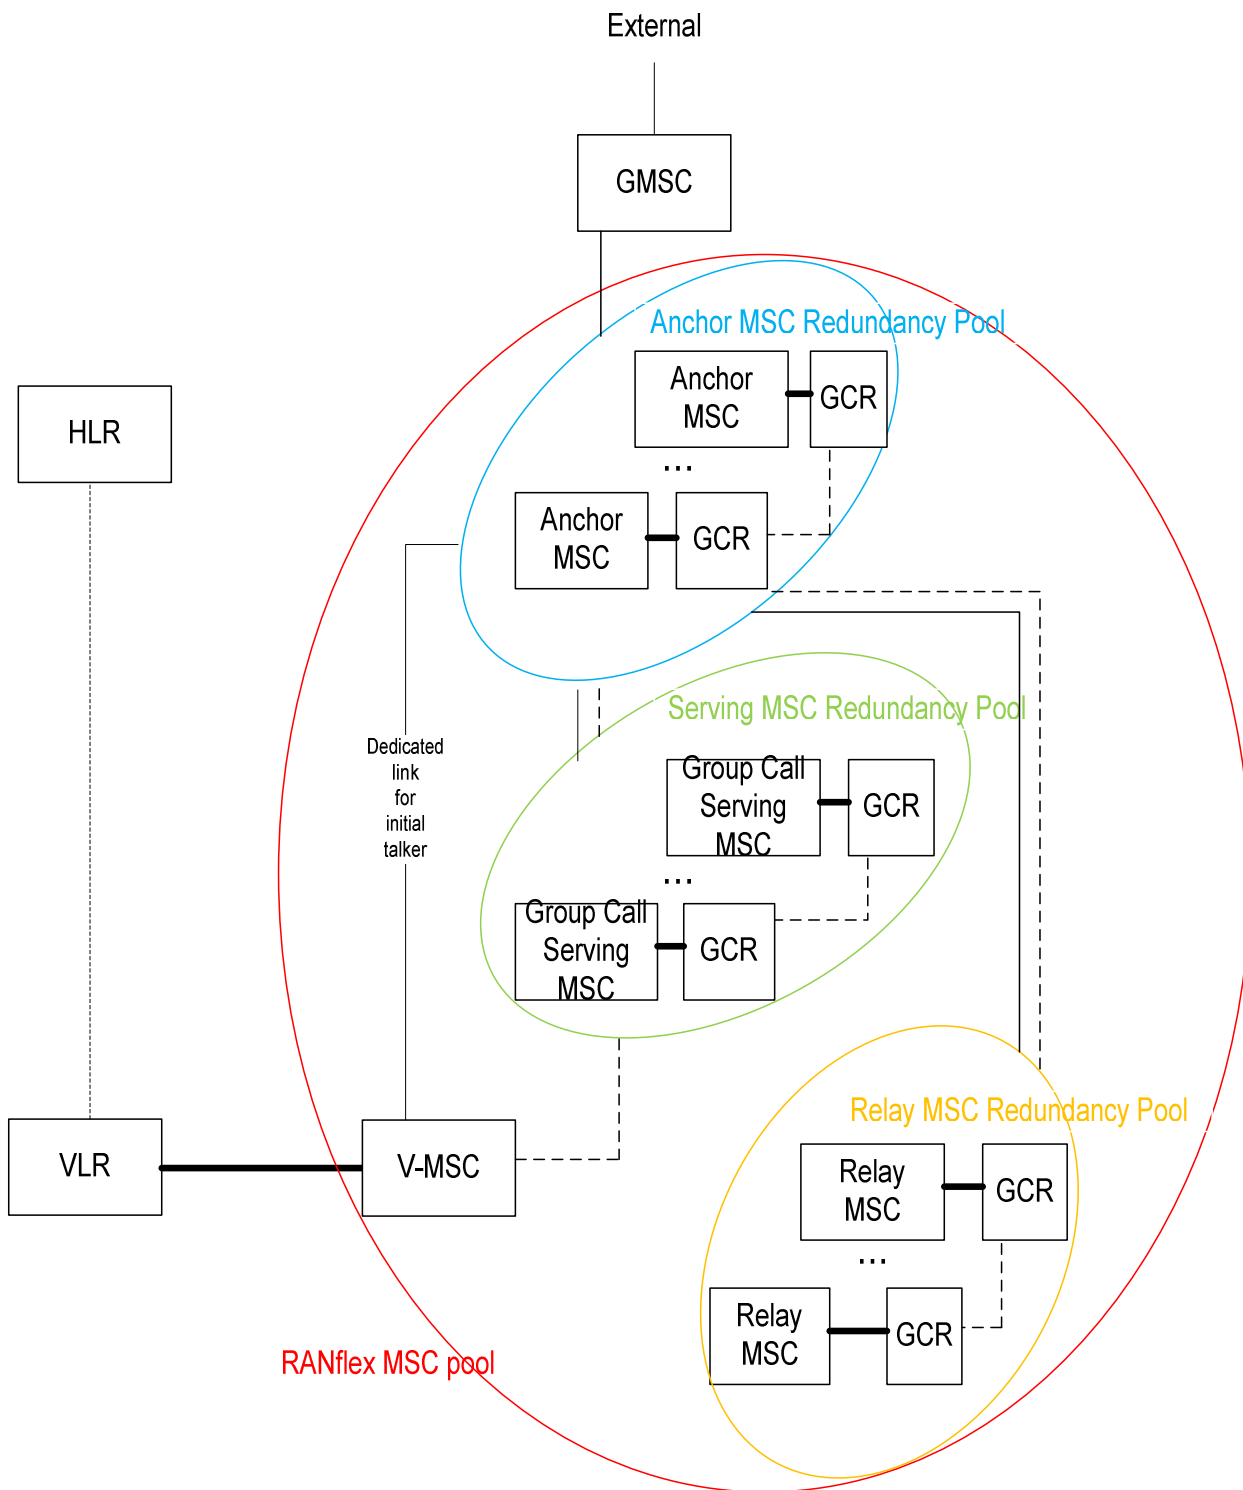 External
GMSC
Anchor MSC Redundancy Pool
Anchor
MSC
GCR
...
Anchor
MSC
GCR
HLR
Dedicated
link
for
initial
talker
Serving MSC Redundancy Pool
Group Call
Serving
MSC
GCR
...
Group Call
Serving
MSC
GCR
Relay MSC Redundancy Pool
VLR
V-MSC
Relay
MSC
GCR
...
Relay
MSC
GCR
RANflex MSC pool